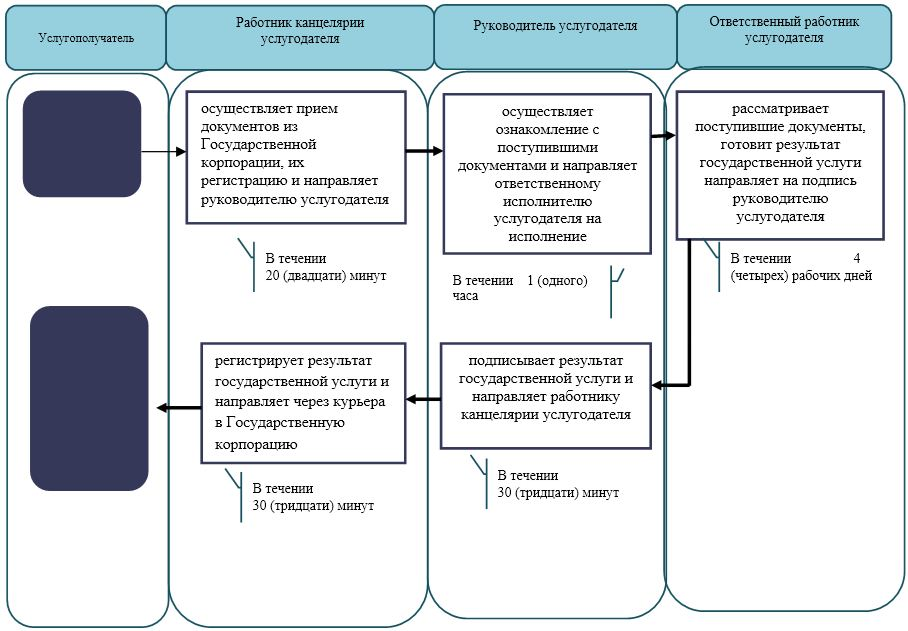 Услугополучатель
Работник канцелярии
услугодателя
Руководитель услугодателя
Ответственный работник
услугодателя
осуществляет прием
документов из
Государственной
корпорации, их
регистрацию и направляет
руководителю услугодателя
осуществляет
ознакомление с
поступившими
документами и направляет
ответственному
исполнителю
услугодателя на
исполнение
рассматривает
поступившие документы,
готовит результат
государственной услуги
направляет на подпись
руководителю
услугодателя
В течении
20 (двадцати) минут
В течении 1 (одного)
часа
В течении 4
(четырех) рабочих дней
регистрирует результат
государственной услуги и
направляет через курьера
в Государственную
корпорацию
подписывает результат
государственной услуги и
направляет работнику
канцелярии услугодателя
В течении
30 (тридцати) минут
В течении
30 (тридцати) минут